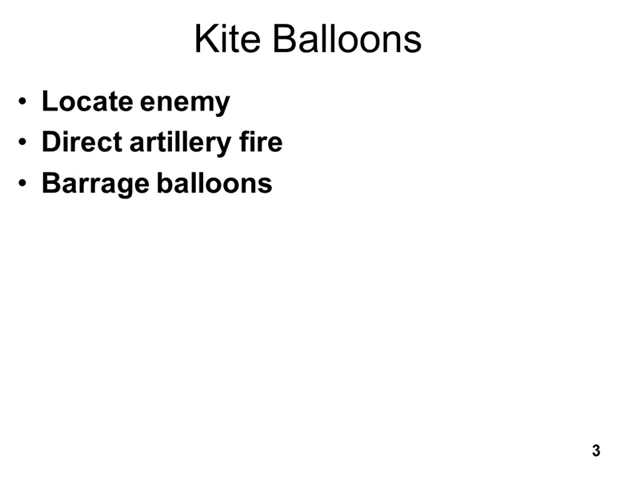 Kite Balloons
• Locate enemy
• Direct artillery fire
• Barrage balloons
3